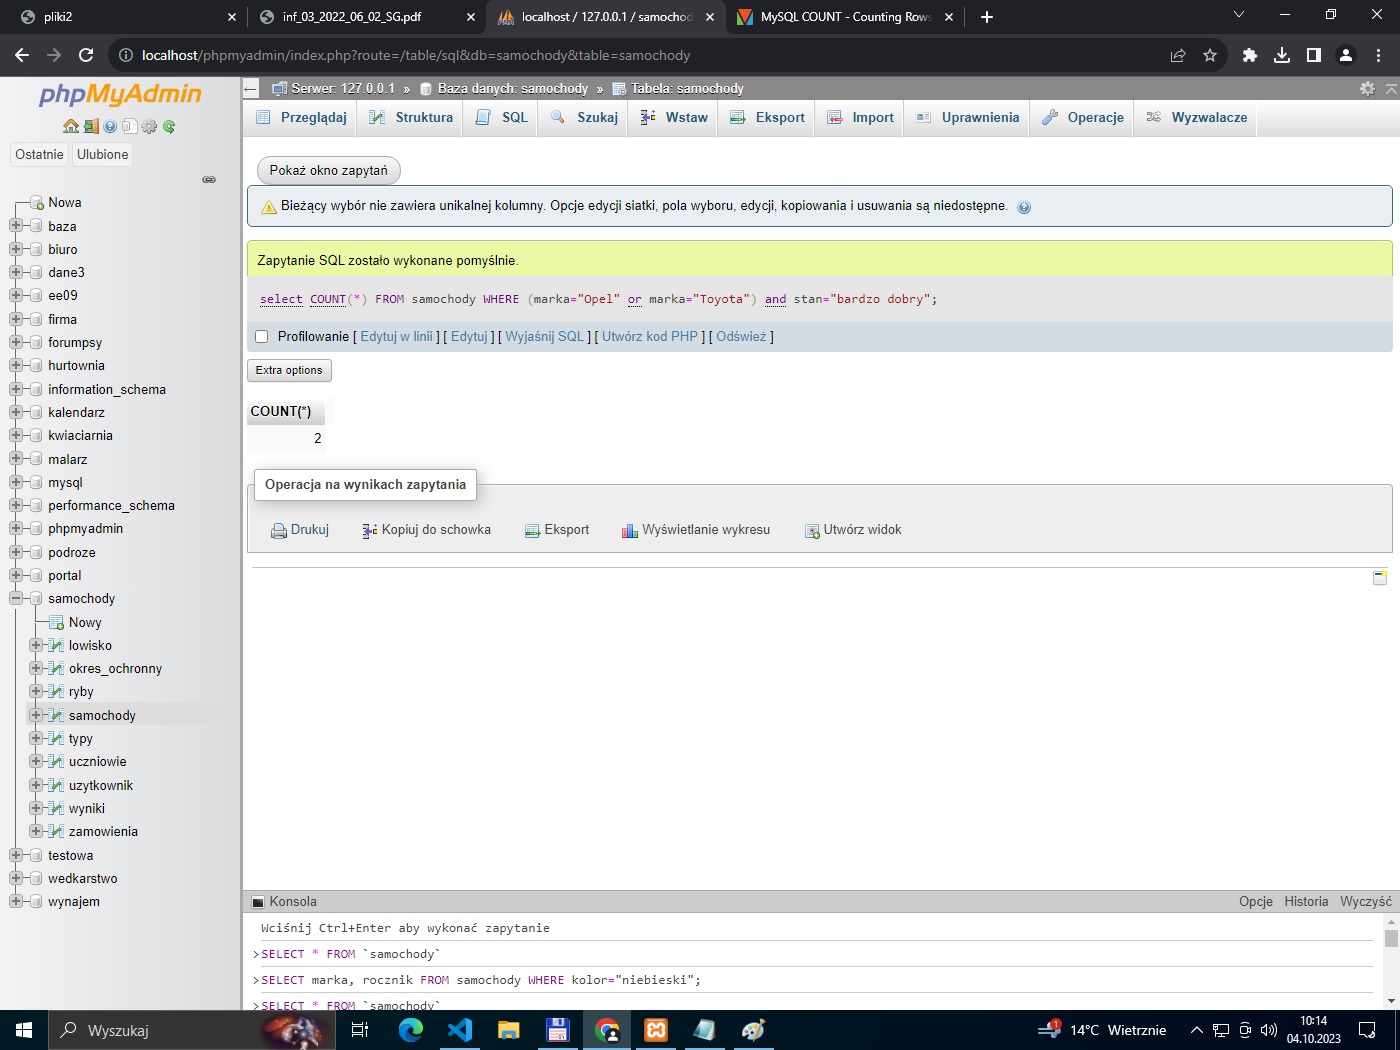 pliki2
inf_03_2022_06_02_SG.pdf
localhost / 127.0.0.1 / samochod
MySQL COUNT - Counting Rows
localhost/phpmyadmin/index.php?route=/table/sql&db=samochody&table=samochody
phpMyAdmin
Ostatnie
Ulubione
Nowa
baza
biuro
dane3
ee09
firma
forumpsy
hurtownia
information_schema
kalendarz
kwiaciarnia
malarz
mysql
performance_schema
phpmyadmin
podroze
portal
samochody
Nowy
lowisko
okres_ochronny
ryby
samochody
typy
uczniowie
uzytkownik
wyniki
zamowienia
testowa
wedkarstwo
wynajem
Serwer: 127.0.0.1 » Baza danych: samochody » Tabela: samochody
Przeglądaj
Struktura
SQL
Szukaj
Wstaw
Eksport
Import
Uprawnienia
Operacje
Wyzwalacze
Pokaż okno zapytań
Bieżący wybór nie zawiera unikalnej kolumny. Opcje edycji siatki, pola wyboru, edycji, kopiowania i usuwania są niedostępne.
Zapytanie SQL zostało wykonane pomyślnie.
select COUNT(*) FROM samochody WHERE (marka="Opel" or marka="Toyota") and stan="bardzo dobry";
Profilowanie [ Edytuj w linii ] [ Edytuj ] [ Wyjaśnij SQL ] [ Utwórz kod PHP ] [ Odśwież ]
Extra options
COUNT(*)
2
Operacja na wynikach zapytania
Drukuj
Kopiuj do schowka
Eksport
Wyświetlanie wykresu
Utwórz widok
Konsola
Opcje
Historia
Wyczyść
Wciśnij Ctrl+Enter aby wykonać zapytanie
>SELECT * FROM `samochody`
>SELECT marka, rocznik FROM samochody WHERE kolor="niebieski";
>SELECT * FROM `samochody`
Wyszukaj
1
14°C Wietrznie
10:14
04.10.2023